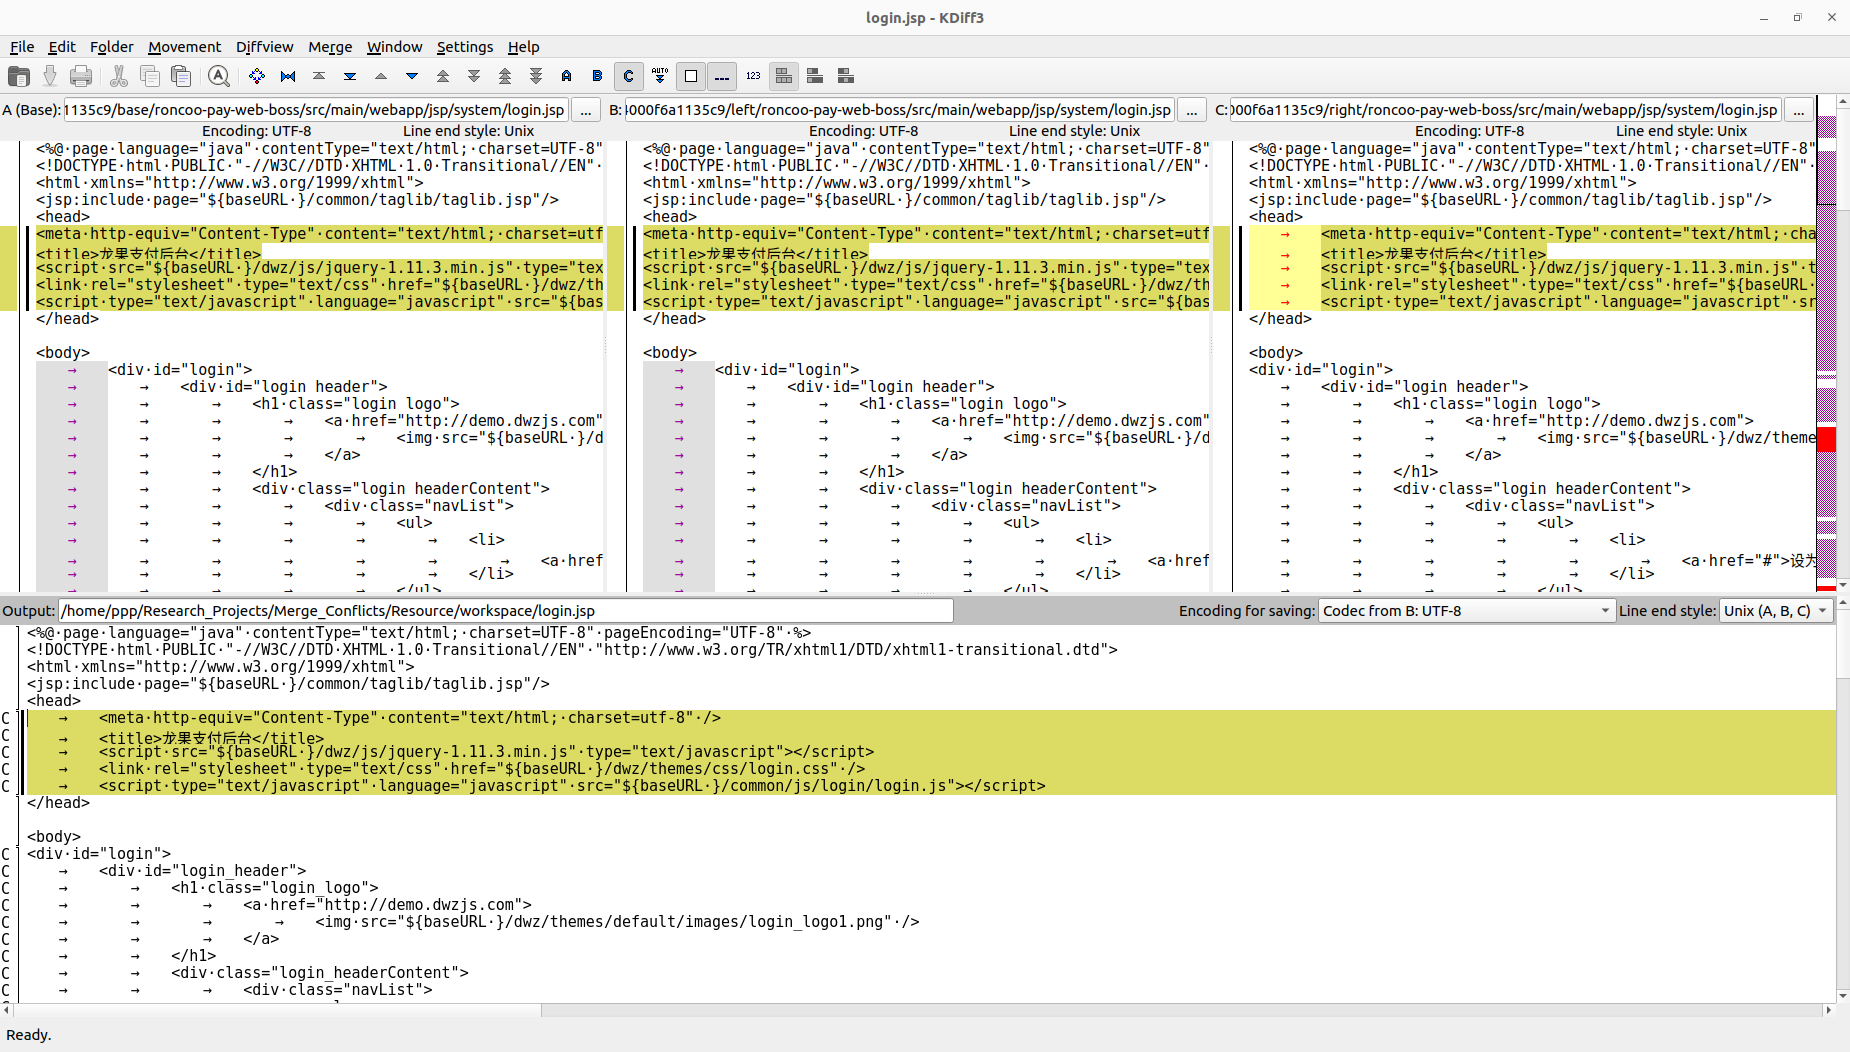 login.jsp - KDiff3
File Edit Folder Movement Diffview Merge Window Settings Help
A B C AUTO 123
A (Base): 1135c9/base/roncoo-pay-web-boss/src/main/webapp/jsp/system/login.jsp ...
Encoding: UTF-8 Line end style: Unix
<%@·page·language="java"·contentType="text/html;·charset=UTF-8"
<!DOCTYPE·html·PUBLIC·"-//W3C//DTD·XHTML·1.0·Transitional//EN"·
<html·xmlns="http://www.w3.org/1999/xhtml">
<jsp:include·page="${baseURL·}/common/taglib/taglib.jsp"/>
<head>
<meta·http-equiv="Content-Type"·content="text/html;·charset=utf
<title>龙果支付后台</title>
<script·src="${baseURL·}/dwz/js/jquery-1.11.3.min.js"·type="tex
<link·rel="stylesheet"·type="text/css"·href="${baseURL·}/dwz/th
<script·type="text/javascript"·language="javascript"·src="${bas
</head>
<body>
→ <div·id="login">
→ → <div·id="login_header">
→ → → <h1·class="login_logo">
→ → → → <a·href="http://demo.dwzjs.com"
→ → → → → <img·src="${baseURL·}/d
→ → → → </a>
→ → → </h1>
→ → → <div·class="login_headerContent">
→ → → → <div·class="navList">
→ → → → → <ul>
→ → → → → → <li>
→ → → → → → → <a·href
→ → → → → → </li>
→ → → → → </ul>
B: 4000f6a1135c9/left/roncoo-pay-web-boss/src/main/webapp/jsp/system/login.jsp ...
Encoding: UTF-8 Line end style: Unix
<%@·page·language="java"·contentType="text/html;·charset=UTF-8"
<!DOCTYPE·html·PUBLIC·"-//W3C//DTD·XHTML·1.0·Transitional//EN"·
<html·xmlns="http://www.w3.org/1999/xhtml">
<jsp:include·page="${baseURL·}/common/taglib/taglib.jsp"/>
<head>
<meta·http-equiv="Content-Type"·content="text/html;·charset=utf
<title>龙果支付后台</title>
<script·src="${baseURL·}/dwz/js/jquery-1.11.3.min.js"·type="tex
<link·rel="stylesheet"·type="text/css"·href="${baseURL·}/dwz/th
<script·type="text/javascript"·language="javascript"·src="${bas
</head>
<body>
→ <div·id="login">
→ → <div·id="login_header">
→ → → <h1·class="login_logo">
→ → → → <a·href="http://demo.dwzjs.com"
→ → → → → <img·src="${baseURL·}/d
→ → → → </a>
→ → → </h1>
→ → → <div·class="login_headerContent">
→ → → → <div·class="navList">
→ → → → → <ul>
→ → → → → → <li>
→ → → → → → → <a·href
→ → → → → → </li>
→ → → → → </ul>
C: 000f6a1135c9/right/roncoo-pay-web-boss/src/main/webapp/jsp/system/login.jsp ...
Encoding: UTF-8 Line end style: Unix
<%@·page·language="java"·contentType="text/html;·charset=UTF-8"
<!DOCTYPE·html·PUBLIC·"-//W3C//DTD·XHTML·1.0·Transitional//EN"·
<html·xmlns="http://www.w3.org/1999/xhtml">
<jsp:include·page="${baseURL·}/common/taglib/taglib.jsp"/>
<head>
→ <meta·http-equiv="Content-Type"·content="text/html;·cha
→ <title>龙果支付后台</title>
→ <script·src="${baseURL·}/dwz/js/jquery-1.11.3.min.js"·t
→ <link·rel="stylesheet"·type="text/css"·href="${baseURL·
→ <script·type="text/javascript"·language="javascript"·sr
</head>
<body>
<div·id="login">
→ <div·id="login_header">
→ → <h1·class="login_logo">
→ → → <a·href="http://demo.dwzjs.com">
→ → → → <img·src="${baseURL·}/dwz/theme
→ → → </a>
→ → </h1>
→ → <div·class="login_headerContent">
→ → → <div·class="navList">
→ → → → <ul>
→ → → → → <li>
→ → → → → → <a·href="#">设为
→ → → → → </li>
→ → → → </ul>
Output: /home/ppp/Research_Projects/Merge_Conflicts/Resource/workspace/login.jsp Encoding for saving: Codec from B: UTF-8 Line end style: Unix (A, B, C)
<%@·page·language="java"·contentType="text/html;·charset=UTF-8"·pageEncoding="UTF-8"·%>
<!DOCTYPE·html·PUBLIC·"-//W3C//DTD·XHTML·1.0·Transitional//EN"·"http://www.w3.org/TR/xhtml1/DTD/xhtml1-transitional.dtd">
<html·xmlns="http://www.w3.org/1999/xhtml">
<jsp:include·page="${baseURL·}/common/taglib/taglib.jsp"/>
<head>
C → <meta·http-equiv="Content-Type"·content="text/html;·charset=utf-8"·/>
C → <title>龙果支付后台</title>
C → <script·src="${baseURL·}/dwz/js/jquery-1.11.3.min.js"·type="text/javascript"></script>
C → <link·rel="stylesheet"·type="text/css"·href="${baseURL·}/dwz/themes/css/login.css"·/>
C → <script·type="text/javascript"·language="javascript"·src="${baseURL·}/common/js/login/login.js"></script>
</head>
<body>
C <div·id="login">
C → <div·id="login_header">
C → → <h1·class="login_logo">
C → → → <a·href="http://demo.dwzjs.com">
C → → → → <img·src="${baseURL·}/dwz/themes/default/images/login_logo1.png"·/>
C → → → </a>
C → → </h1>
C → → <div·class="login_headerContent">
C → → → <div·class="navList">
Ready.